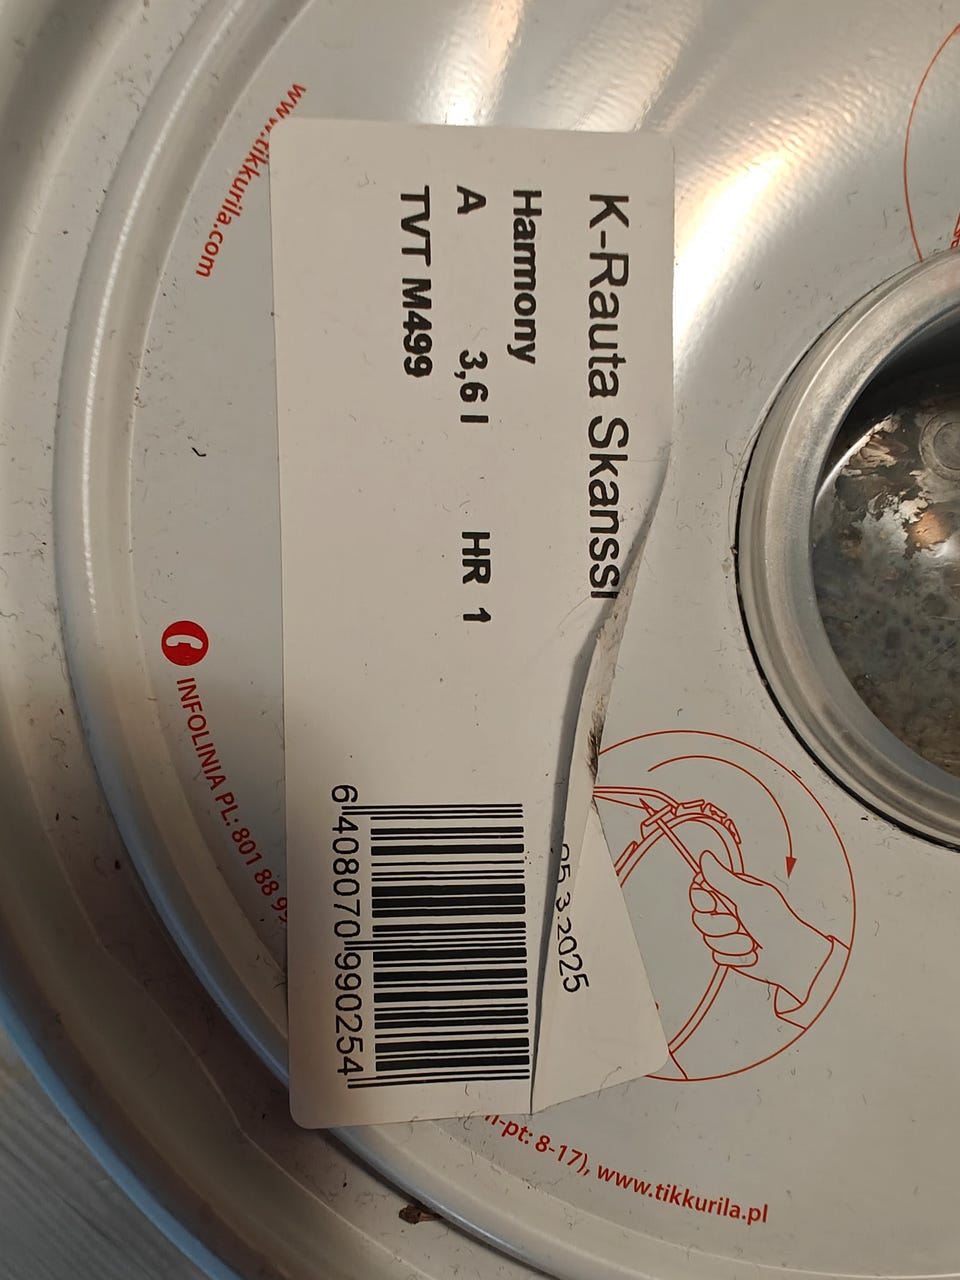 K-Rauta Skanssi
Harmony
A 3,6 l HR 1
TVT M499
05.3.2025
6408070990254
www.tikkurila.com
INFOLINIA PL: 801 88 99
n-pt: 8-17), www.tikkurila.pl